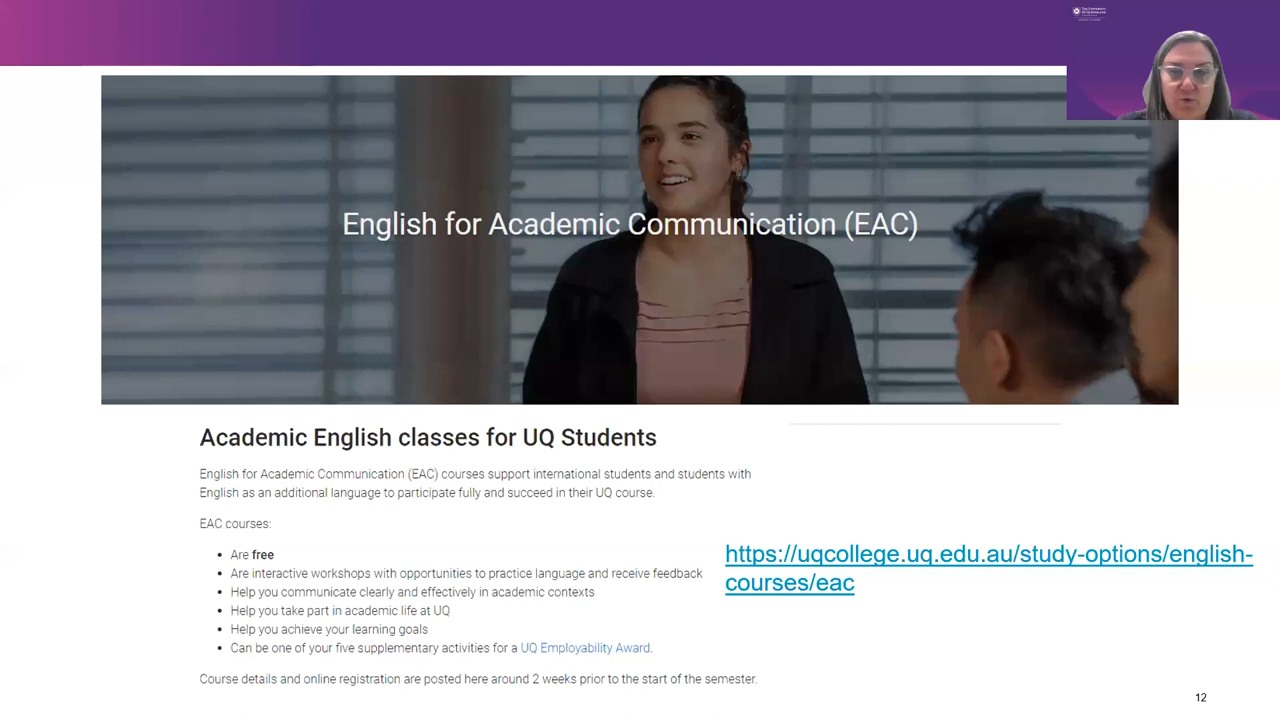 THE UNIVERSITY
OF QUEENSLAND
English for Academic Communication (EAC)
Academic English classes for UQ Students
English for Academic Communication (EAC) courses support international students and students with
English as an additional language to participate fully and succeed in their UQ course.
EAC courses:
Are free
Are interactive workshops with opportunities to practice language and receive feedback
Help you communicate clearly and effectively in academic contexts
Help you take part in academic life at UQ
Help you achieve your learning goals
Can be one of your five supplementary activities for a UQ Employability Award.
Course details and online registration are posted here around 2 weeks prior to the start of the semester.
https://uqcollege.uq.edu.au/study-options/english-
courses/eac
12